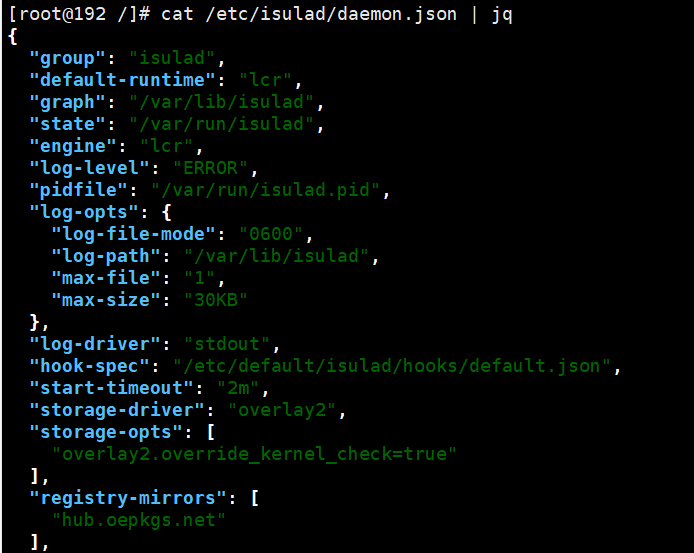 [root@192 /]# cat /etc/isulad/daemon.json | jq
{
  "group": "isulad",
  "default-runtime": "lcr",
  "graph": "/var/lib/isulad",
  "state": "/var/run/isulad",
  "engine": "lcr",
  "log-level": "ERROR",
  "pidfile": "/var/run/isulad.pid",
  "log-opts": {
    "log-file-mode": "0600",
    "log-path": "/var/lib/isulad",
    "max-file": "1",
    "max-size": "30KB"
  },
  "log-driver": "stdout",
  "hook-spec": "/etc/default/isulad/hooks/default.json",
  "start-timeout": "2m",
  "storage-driver": "overlay2",
  "storage-opts": [
    "overlay2.override_kernel_check=true"
  ],
  "registry-mirrors": [
    "hub.oepkgs.net"
  ],